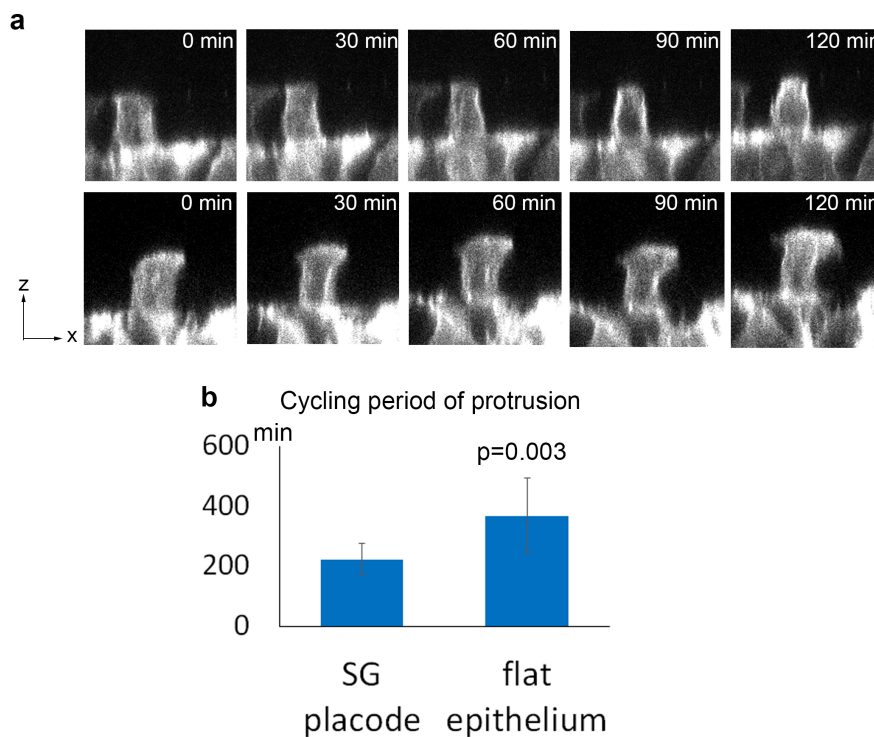 a
0 min 30 min 60 min 90 min 120 min
0 min 30 min 60 min 90 min 120 min
z
x
b Cycling period of protrusion
min
600
p=0.003
400
200
0
SG flat
placode epithelium